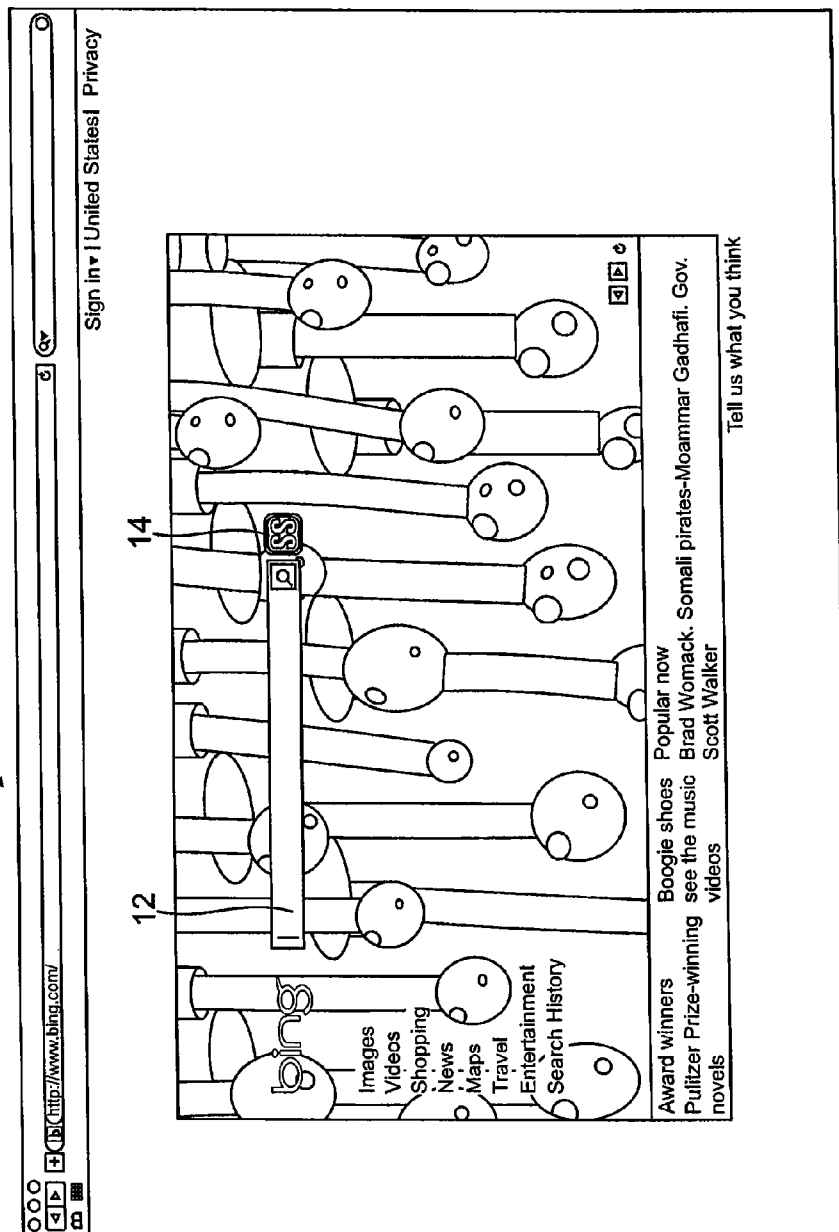 http://www.bing.com/
Sign in | United States| Privacy
14
12
SS
bing
Images
Videos
Shopping
News
Maps
Travel
Entertainment
Search History
Award winners
Pulitzer Prize-winning
novels
Boogie shoes
see the music
videos
Popular now
Brad Womack. Somali pirates-Moammar Gadhafi. Gov.
Scott Walker
Tell us what you think